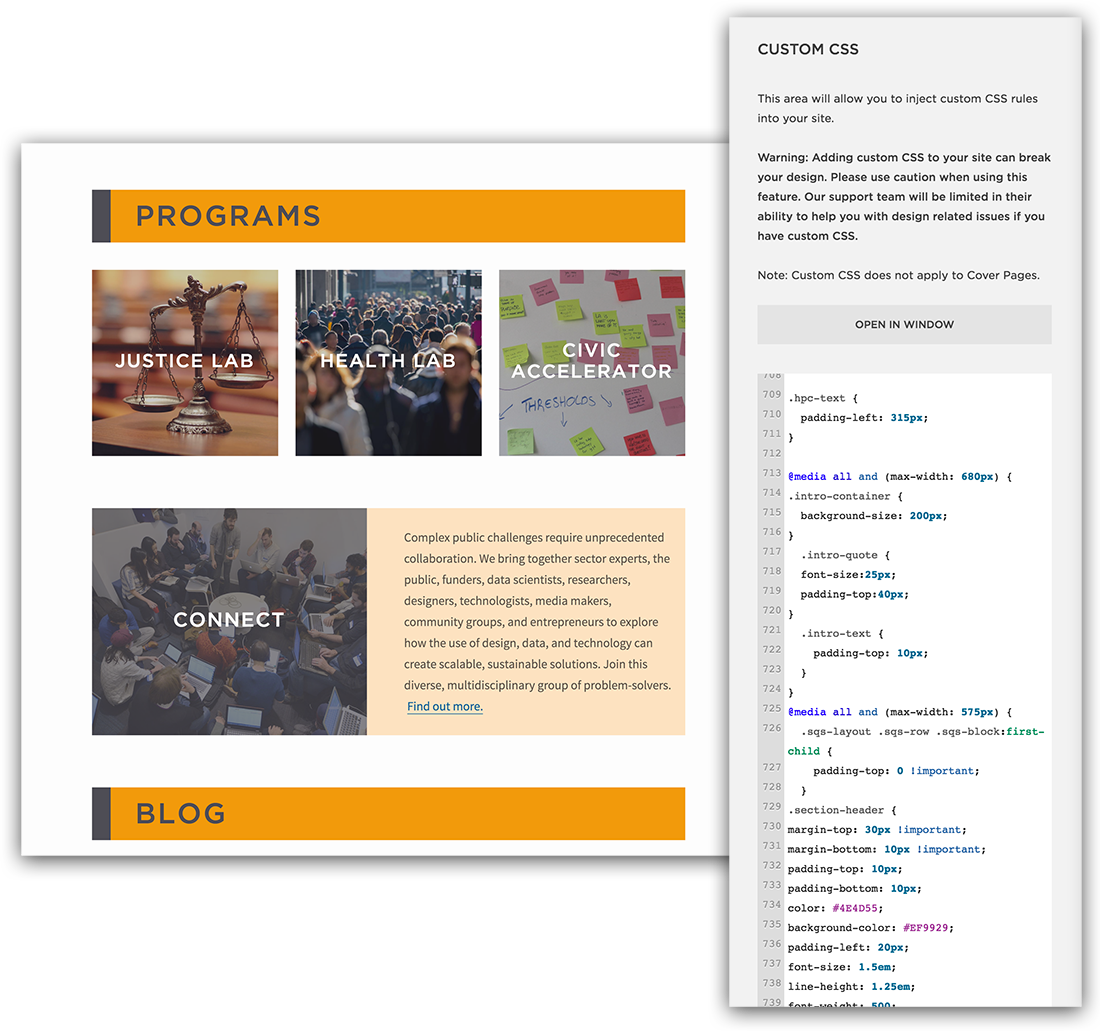 PROGRAMS
JUSTICE LAB
HEALTH LAB
CIVIC
ACCELERATOR
THRESHOLDS
CONNECT
Complex public challenges require unprecedented
collaboration. We bring together sector experts, the
public, funders, data scientists, researchers,
designers, technologists, media makers,
community groups, and entrepreneurs to explore
how the use of design, data, and technology can
create scalable, sustainable solutions. Join this
diverse, multidisciplinary group of problem-solvers.
Find out more.
BLOG
CUSTOM CSS
This area will allow you to inject custom CSS rules
into your site.
Warning: Adding custom CSS to your site can break
your design. Please use caution when using this
feature. Our support team will be limited in their
ability to help you with design related issues if you
have custom CSS.
Note: Custom CSS does not apply to Cover Pages.
OPEN IN WINDOW
708
709 .hpc-text {
710 padding-left: 315px;
711 }
712
713 @media all and (max-width: 680px) {
714 .intro-container {
715 background-size: 200px;
716 }
717 .intro-quote {
718 font-size:25px;
719 padding-top:40px;
720 }
721 .intro-text {
722 padding-top: 10px;
723 }
724 }
725 @media all and (max-width: 575px) {
726 .sqs-layout .sqs-row .sqs-block:first-
child {
727 padding-top: 0 !important;
728 }
729 .section-header {
730 margin-top: 30px !important;
731 margin-bottom: 10px !important;
732 padding-top: 10px;
733 padding-bottom: 10px;
734 color: #4E4D55;
735 background-color: #EF9929;
736 padding-left: 20px;
737 font-size: 1.5em;
738 line-height: 1.25em;
739 font-weight: 500;